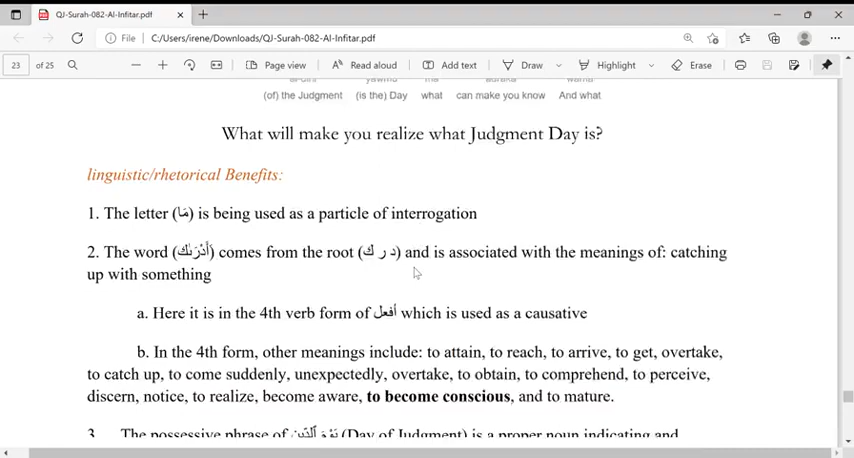 QJ-Surah-082-Al-Infitar.pdf
File C:/Users/irene/Downloads/QJ-Surah-082-Al-Infitar.pdf
23 of 25 Page view Read aloud Add text Draw Highlight Erase
(of) the Judgment (is the) Day what can make you know And what
What will make you realize what Judgment Day is?
linguistic/rhetorical Benefits:
1. The letter (مَا) is being used as a particle of interrogation
2. The word (أَدْرَىٰكَ) comes from the root (د ر ك) and is associated with the meanings of: catching
up with something
a. Here it is in the 4th verb form of أفعل which is used as a causative
b. In the 4th form, other meanings include: to attain, to reach, to arrive, to get, overtake,
to catch up, to come suddenly, unexpectedly, overtake, to obtain, to comprehend, to perceive,
discern, notice, to realize, become aware, to become conscious, and to mature.
3. The possessive phrase of يَوْمَ ٱلدِّينِ (Day of Judgment) is a proper noun indicating and